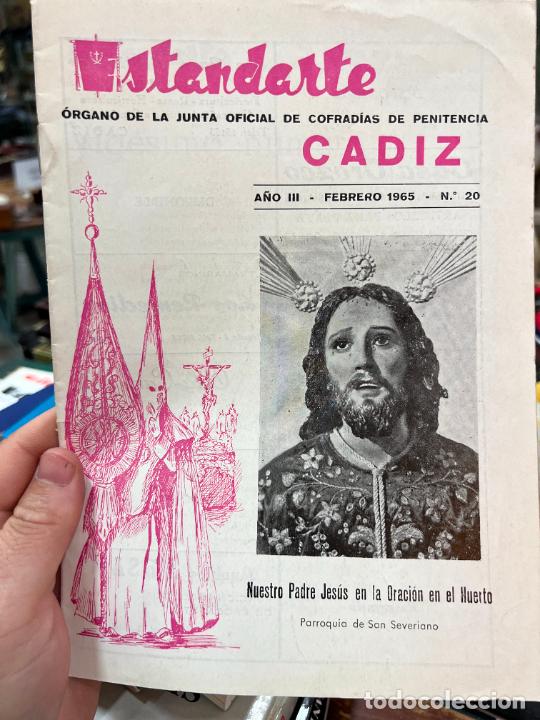 Estandarte
ÓRGANO DE LA JUNTA OFICIAL DE COFRADÍAS DE PENITENCIA
CADIZ
AÑO III - FEBRERO 1965 - N.° 20
Nuestro Padre Jesús en la Oración en el Huerto
Parroquia de San Severiano
todocoleccion.net